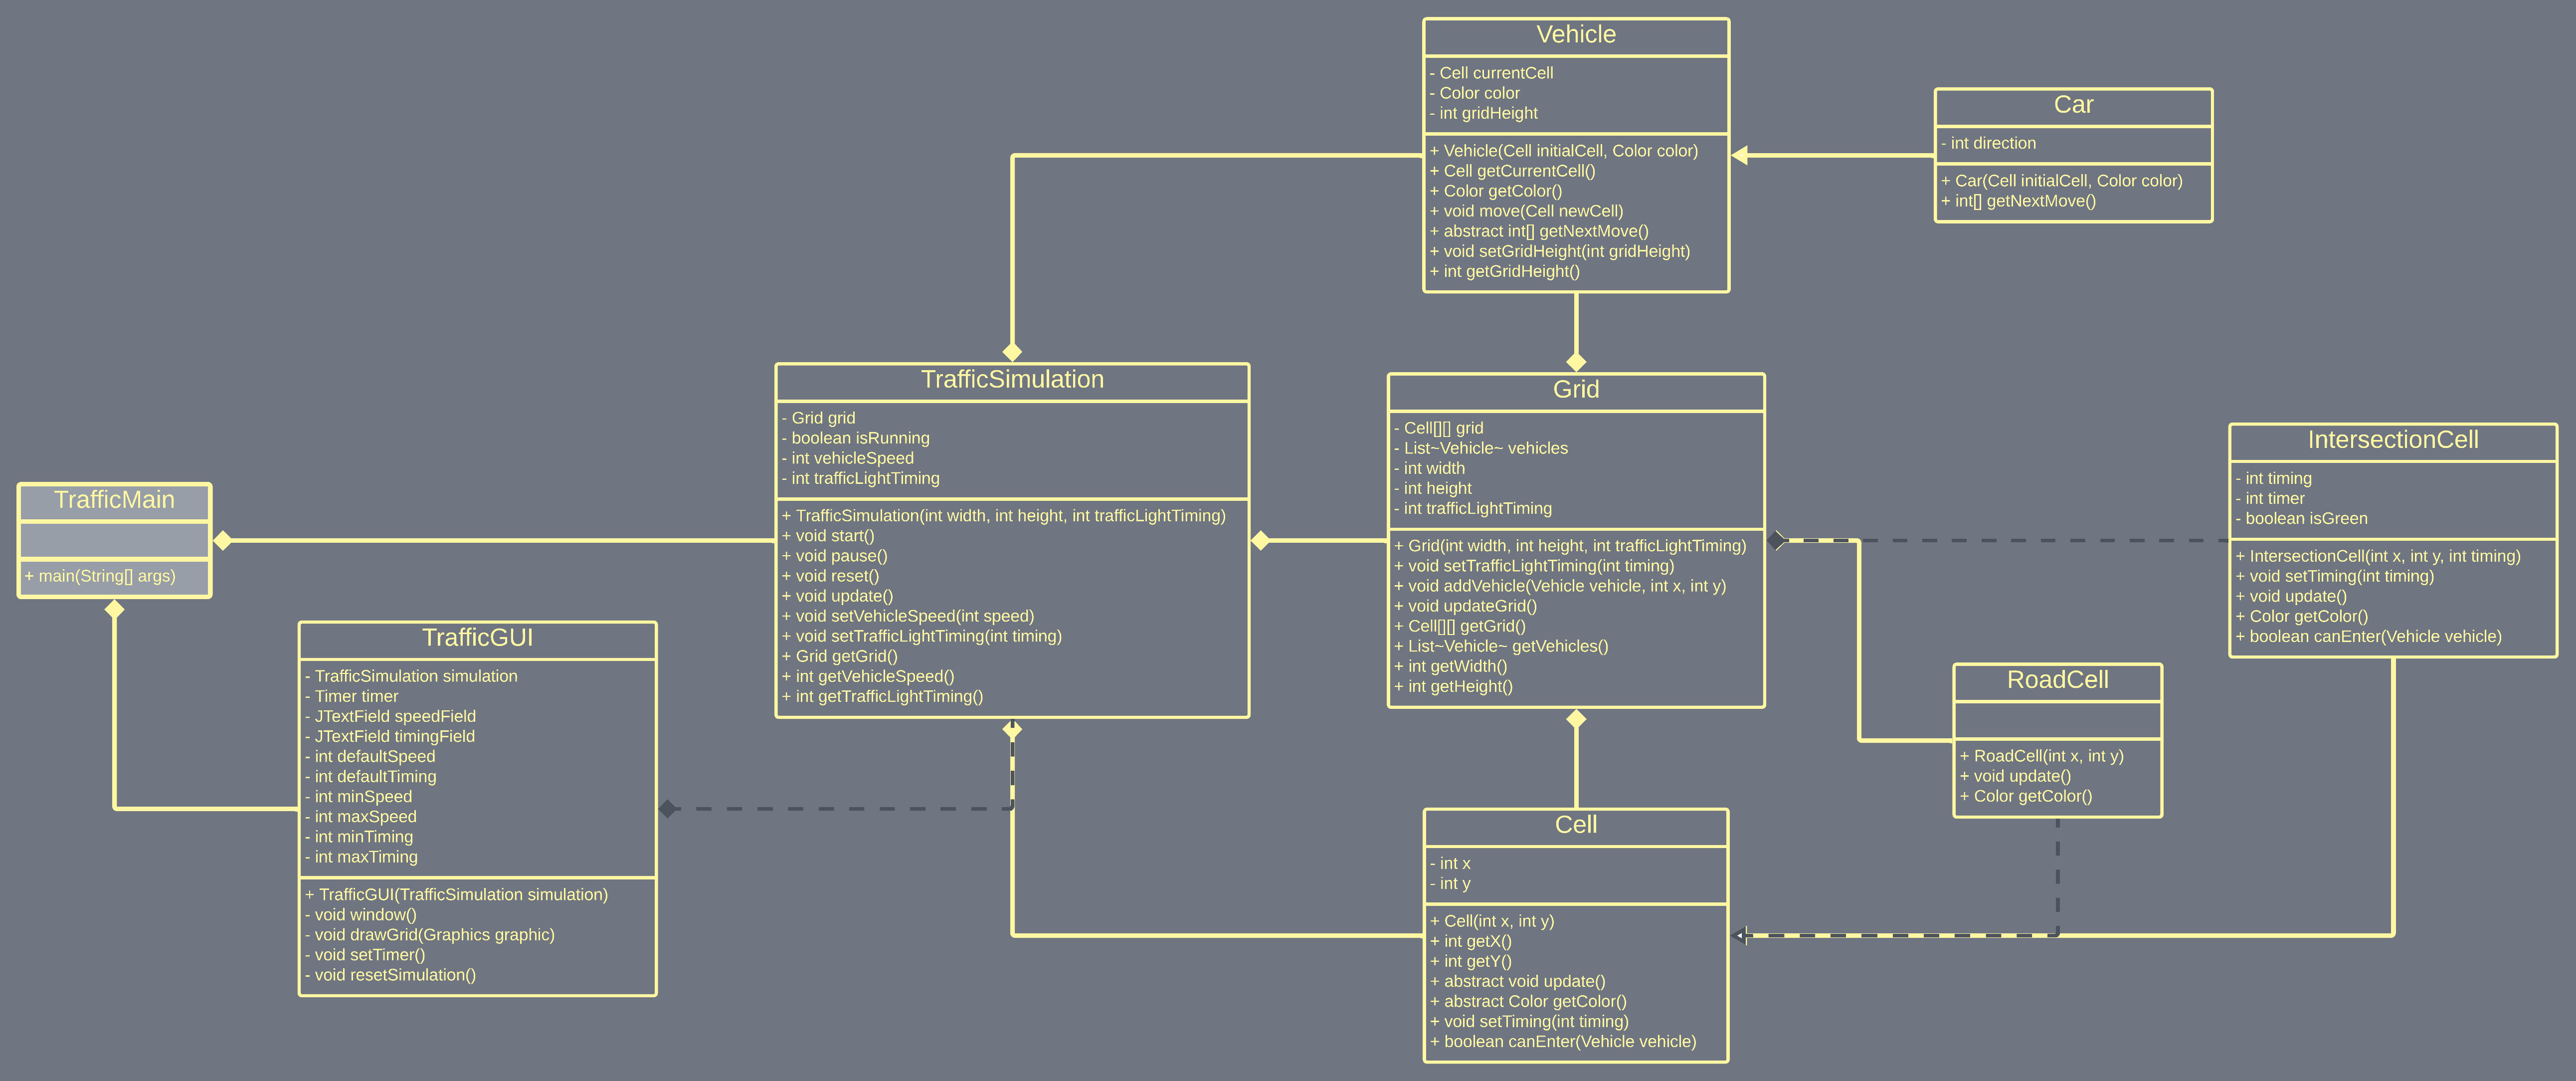 Vehicle
- Cell currentCell
- Color color
- int gridHeight
+ Vehicle(Cell initialCell, Color color)
+ Cell getCurrentCell()
+ Color getColor()
+ void move(Cell newCell)
+ abstract int[] getNextMove()
+ void setGridHeight(int gridHeight)
+ int getGridHeight()
Car
- int direction
+ Car(Cell initialCell, Color color)
+ int[] getNextMove()
TrafficMain
+ main(String[] args)
TrafficGUI
- TrafficSimulation simulation
- Timer timer
- JTextField speedField
- JTextField timingField
- int defaultSpeed
- int defaultTiming
- int minSpeed
- int maxSpeed
- int minTiming
- int maxTiming
+ TrafficGUI(TrafficSimulation simulation)
- void window()
- void drawGrid(Graphics graphic)
- void setTimer()
- void resetSimulation()
TrafficSimulation
- Grid grid
- boolean isRunning
- int vehicleSpeed
- int trafficLightTiming
+ TrafficSimulation(int width, int height, int trafficLightTiming)
+ void start()
+ void pause()
+ void reset()
+ void update()
+ void setVehicleSpeed(int speed)
+ void setTrafficLightTiming(int timing)
+ Grid getGrid()
+ int getVehicleSpeed()
+ int getTrafficLightTiming()
Grid
- Cell[][] grid
- List~Vehicle~ vehicles
- int width
- int height
- int trafficLightTiming
+ Grid(int width, int height, int trafficLightTiming)
+ void setTrafficLightTiming(int timing)
+ void addVehicle(Vehicle vehicle, int x, int y)
+ void updateGrid()
+ Cell[][] getGrid()
+ List~Vehicle~ getVehicles()
+ int getWidth()
+ int getHeight()
IntersectionCell
- int timing
- int timer
- boolean isGreen
+ IntersectionCell(int x, int y, int timing)
+ void setTiming(int timing)
+ void update()
+ Color getColor()
+ boolean canEnter(Vehicle vehicle)
RoadCell
+ RoadCell(int x, int y)
+ void update()
+ Color getColor()
Cell
- int x
- int y
+ Cell(int x, int y)
+ int getX()
+ int getY()
+ abstract void update()
+ abstract Color getColor()
+ void setTiming(int timing)
+ boolean canEnter(Vehicle vehicle)